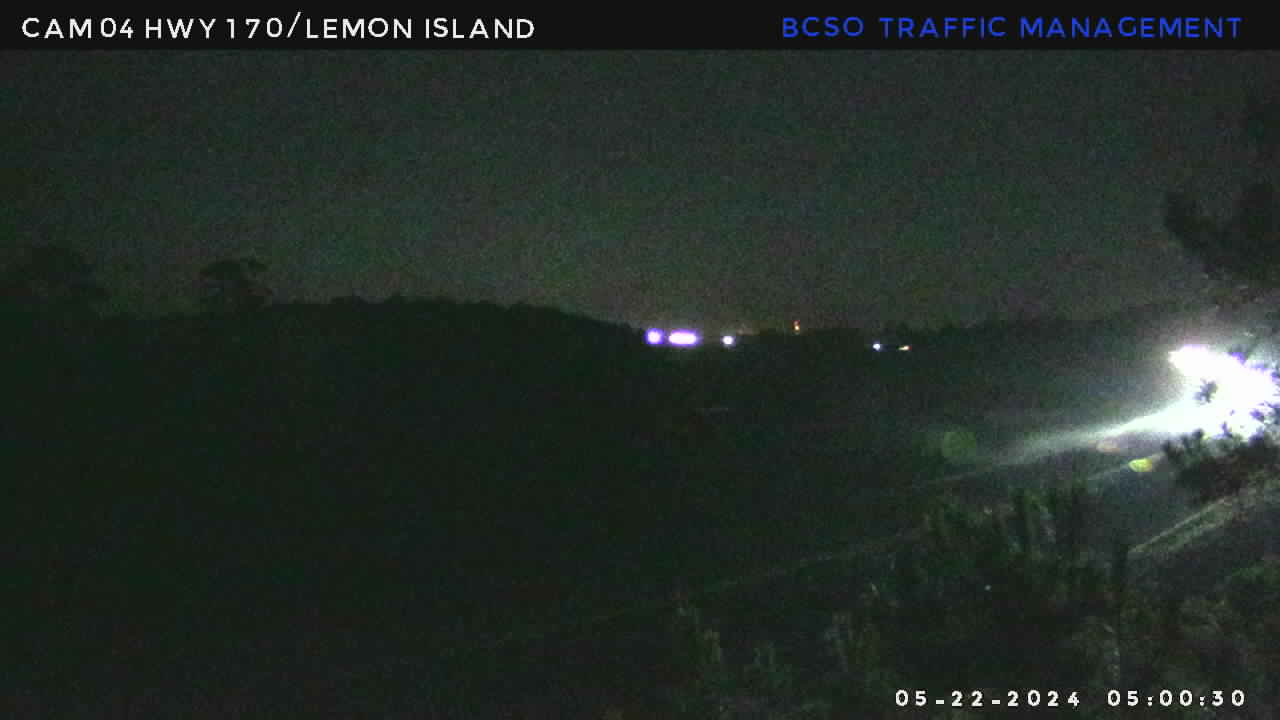 CAM04 HWY 170/LEMON ISLAND
BCSO TRAFFIC MANAGEMENT
05-22-2024 05:00:30